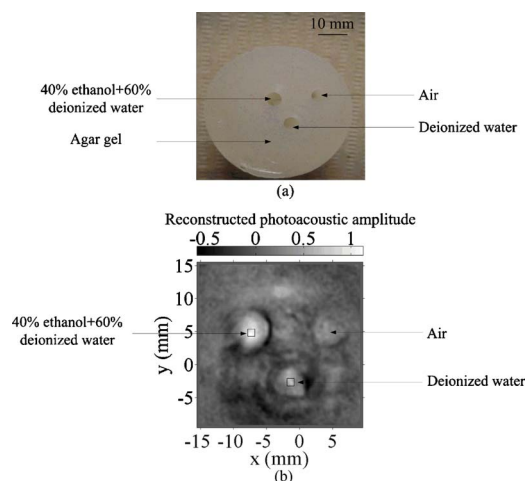 10 mm
40% ethanol+60%
deionized water
Air
Deionized water
Agar gel
(a)
Reconstructed photoacoustic amplitude
-0.5 0 0.5 1
15
10
5
0
-5
y (mm)
40% ethanol+60%
deionized water
Air
Deionized water
-15 -10 -5 0 5
x (mm)
(b)